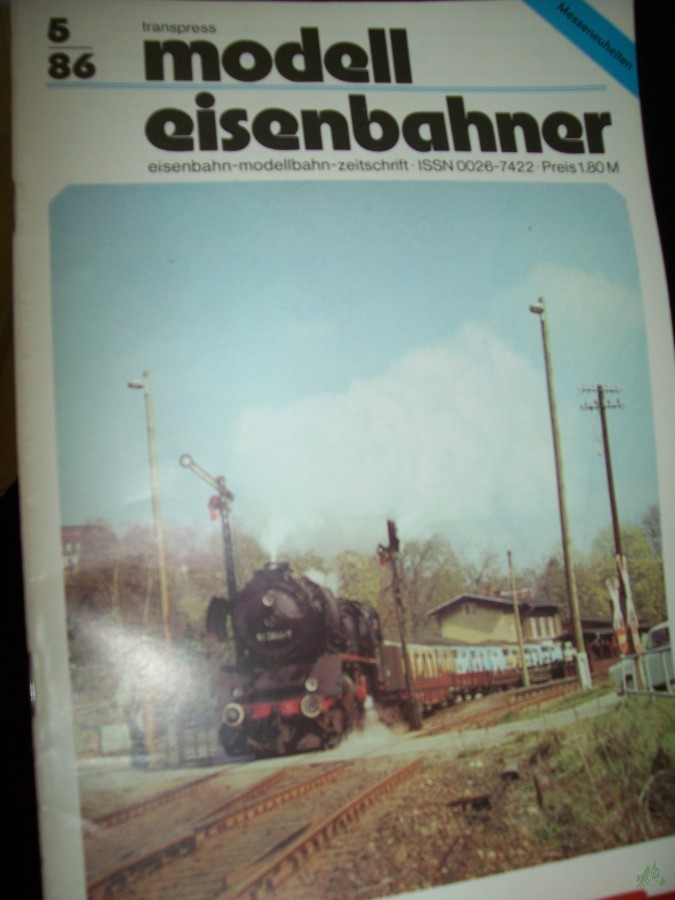 5
86
transpress
modell
eisenbahner
eisenbahn-modellbahn-zeitschrift · ISSN 0026-7422 · Preis 1.80 M
Messeneuheiten